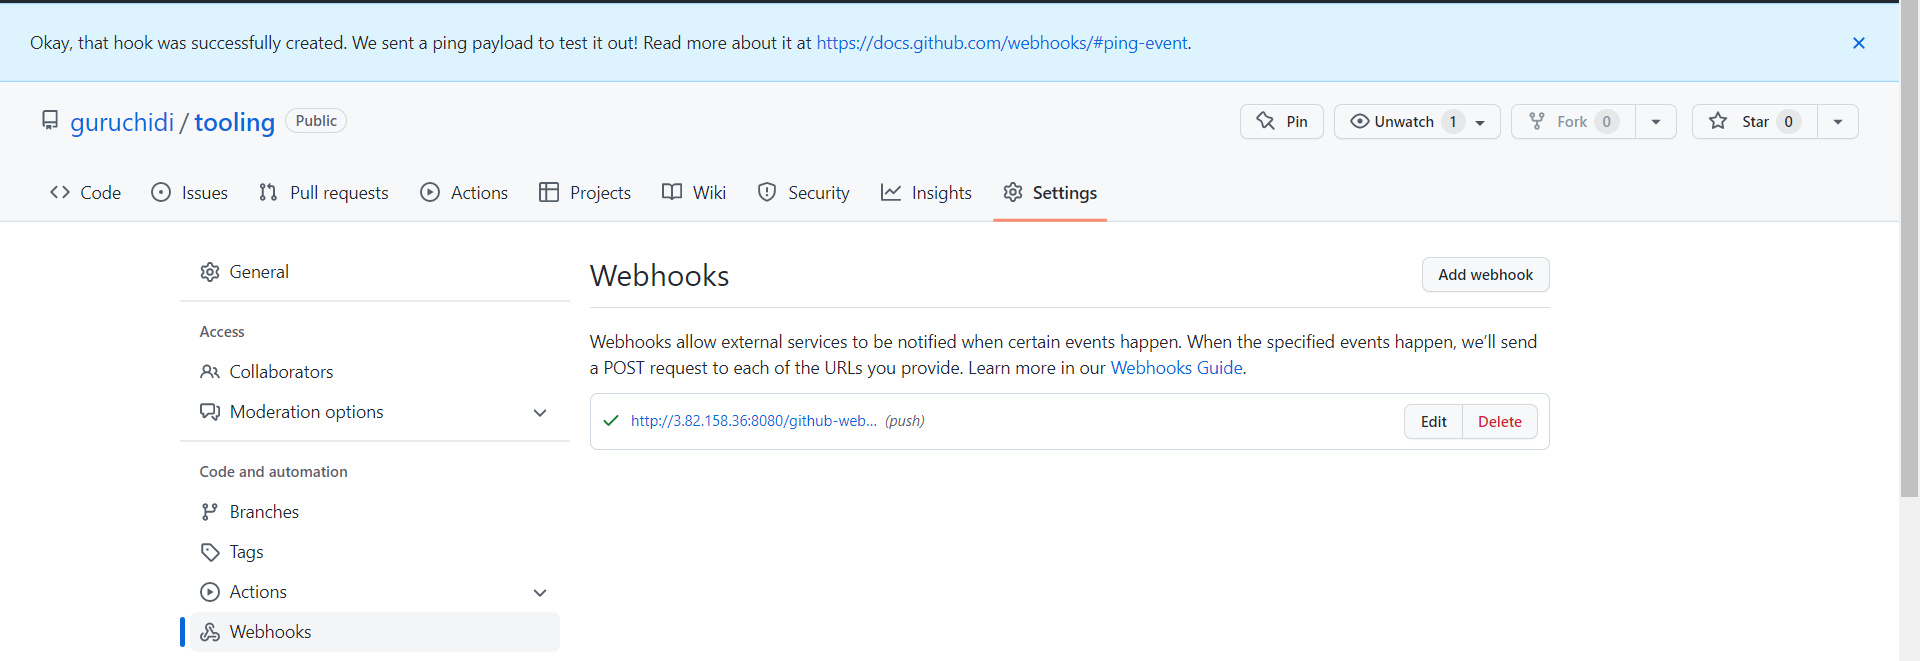 Okay, that hook was successfully created. We sent a ping payload to test it out! Read more about it at https://docs.github.com/webhooks/#ping-event.
guruchidi / tooling Public
Pin Unwatch 1 Fork 0 Star 0
Code Issues Pull requests Actions Projects Wiki Security Insights Settings
General
Access
Collaborators
Moderation options
Code and automation
Branches
Tags
Actions
Webhooks
Webhooks
Add webhook
Webhooks allow external services to be notified when certain events happen. When the specified events happen, we’ll send
a POST request to each of the URLs you provide. Learn more in our Webhooks Guide.
http://3.82.158.36:8080/github-web... (push)
Edit Delete